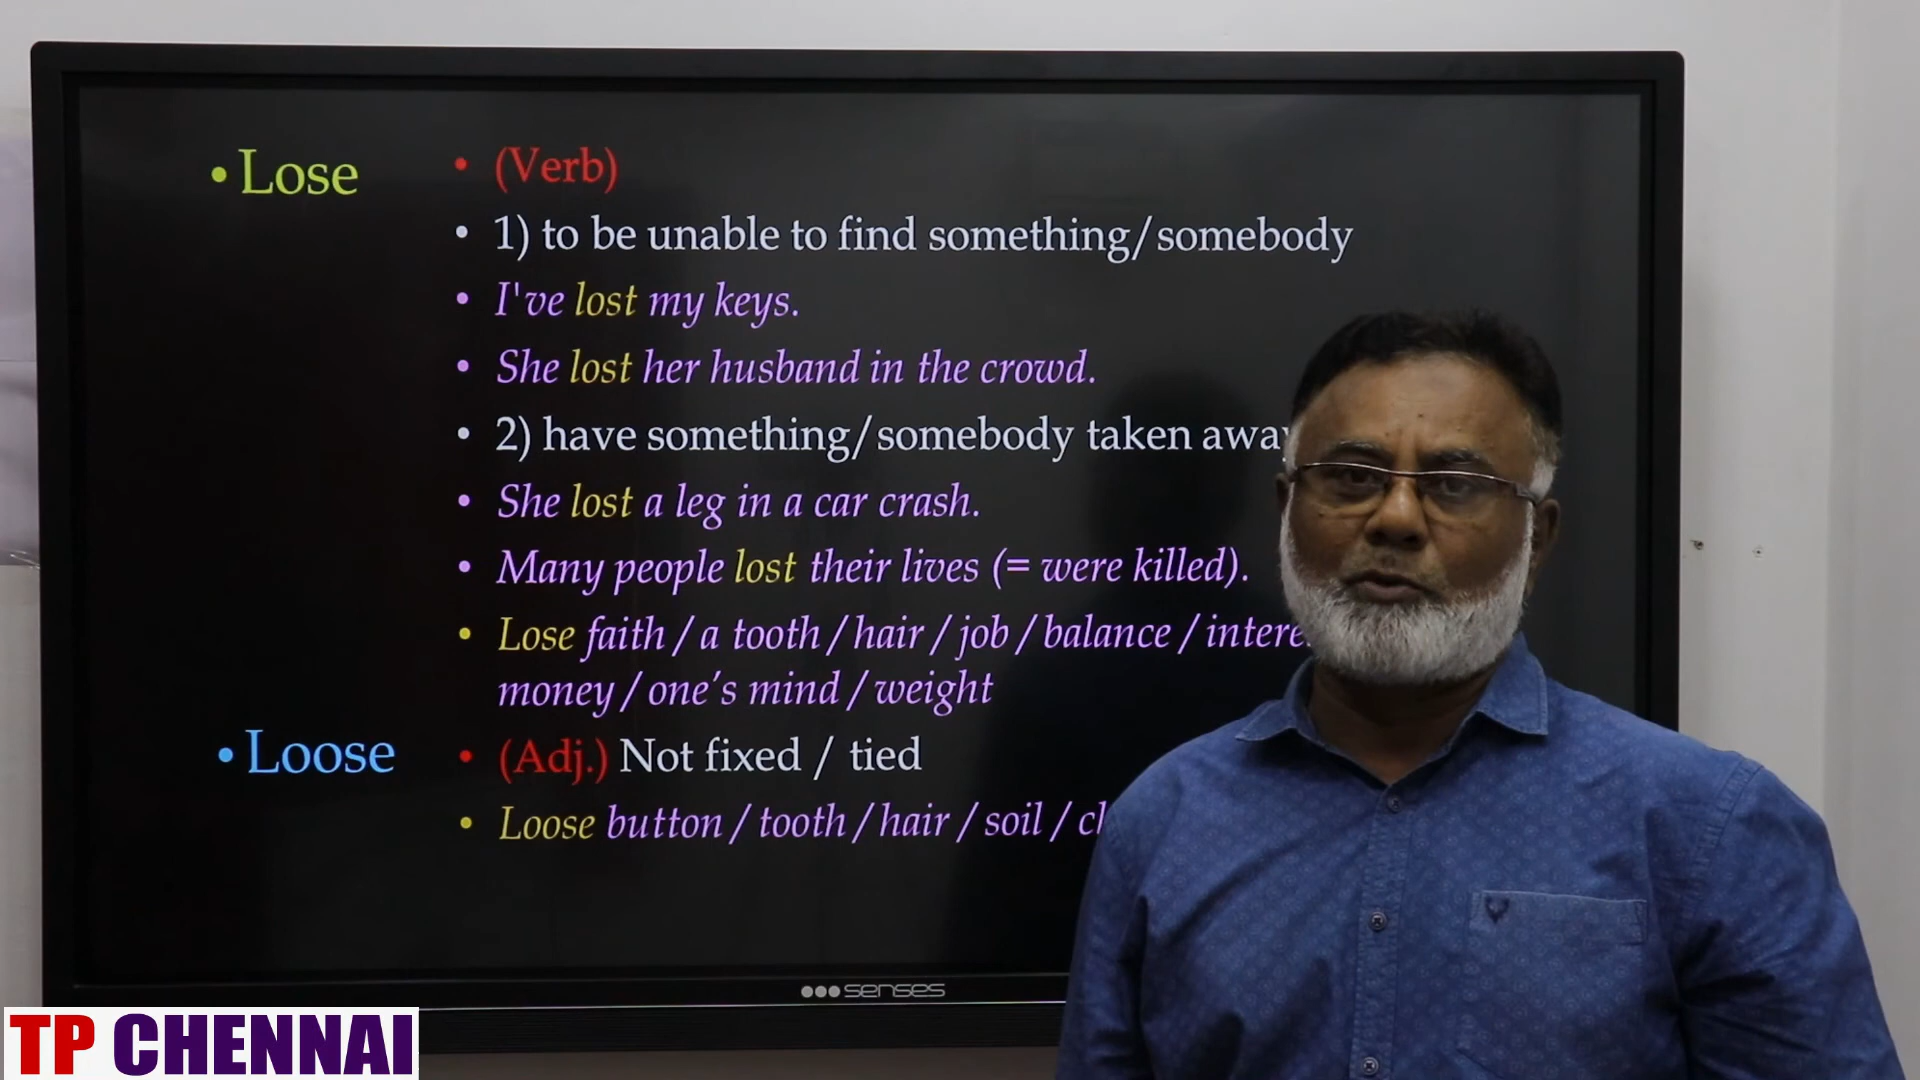 • Lose • (Verb)
• 1) to be unable to find something/somebody
• I've lost my keys.
• She lost her husband in the crowd.
• 2) have something/somebody taken away
• She lost a leg in a car crash.
• Many people lost their lives (= were killed).
• Lose faith / a tooth / hair / job / balance /
money / one's mind / weight
• Loose • (Adj.) Not fixed / tied
• Loose button / tooth / hair / soil /
senses
TP CHENNAI